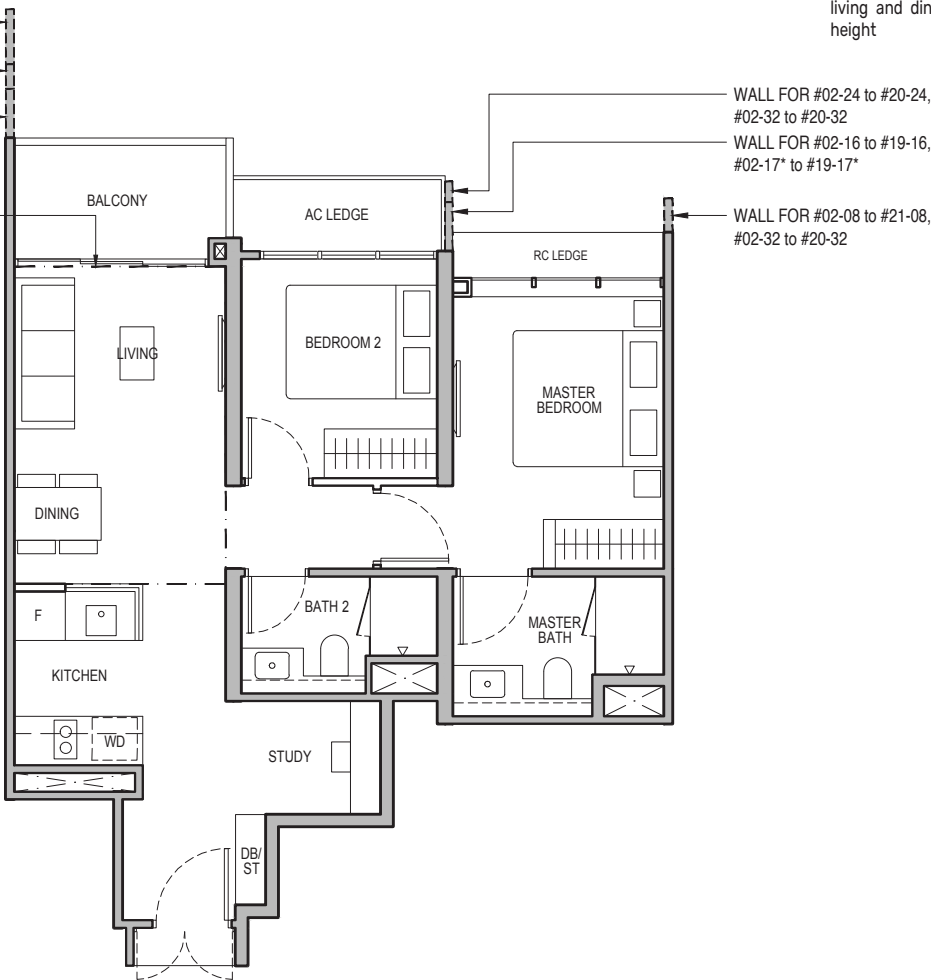 living and din
height
WALL FOR #02-24 to #20-24,
#02-32 to #20-32
WALL FOR #02-16 to #19-16,
#02-17* to #19-17*
WALL FOR #02-08 to #21-08,
#02-32 to #20-32
BALCONY
AC LEDGE
RC LEDGE
LIVING
BEDROOM 2
MASTER
BEDROOM
DINING
BATH 2
MASTER
BATH
F
KITCHEN
WD
STUDY
DB/
ST